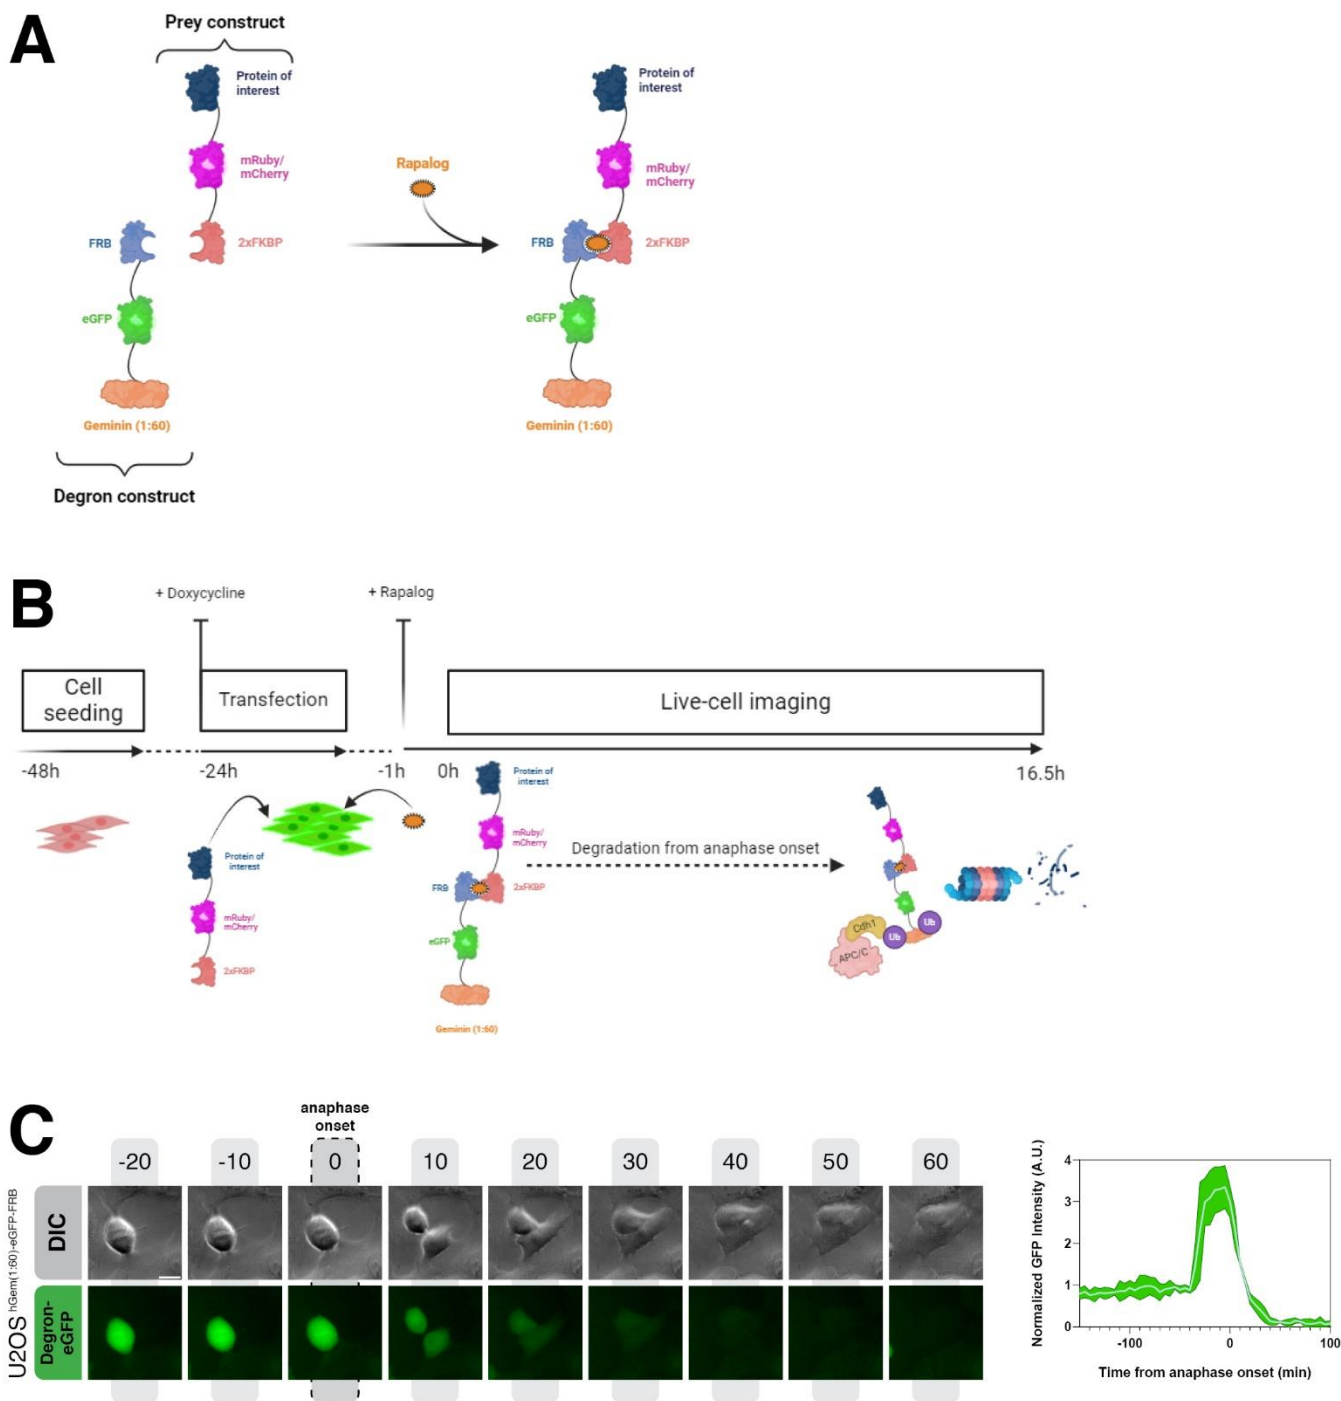 A
Prey construct
Protein of
interest
mRuby/
mCherry
FRB
2xFKBP
eGFP
Geminin (1:60)
Degron construct
Rapalog
Protein of
interest
mRuby/
mCherry
FRB
2xFKBP
eGFP
Geminin (1:60)
B
+ Doxycycline
+ Rapalog
Cell
seeding
Transfection
Live-cell imaging
-48h
-24h
-1h
0h
16.5h
Protein of
interest
mRuby/
mCherry
2xFKBP
Protein of
interest
mRuby/
mCherry
FRB
2xFKBP
eGFP
Geminin (1:60)
Degradation from anaphase onset
Cdh1
APC/C
Ub
Ub
C
anaphase
onset
-20 -10 0 10 20 30 40 50 60
U2OS hGem(1:60)-eGFP-FRB
DIC
Degron-
eGFP
Normalized GFP Intensity (A.U.)
4
3
2
1
0
-100 0 100
Time from anaphase onset (min)